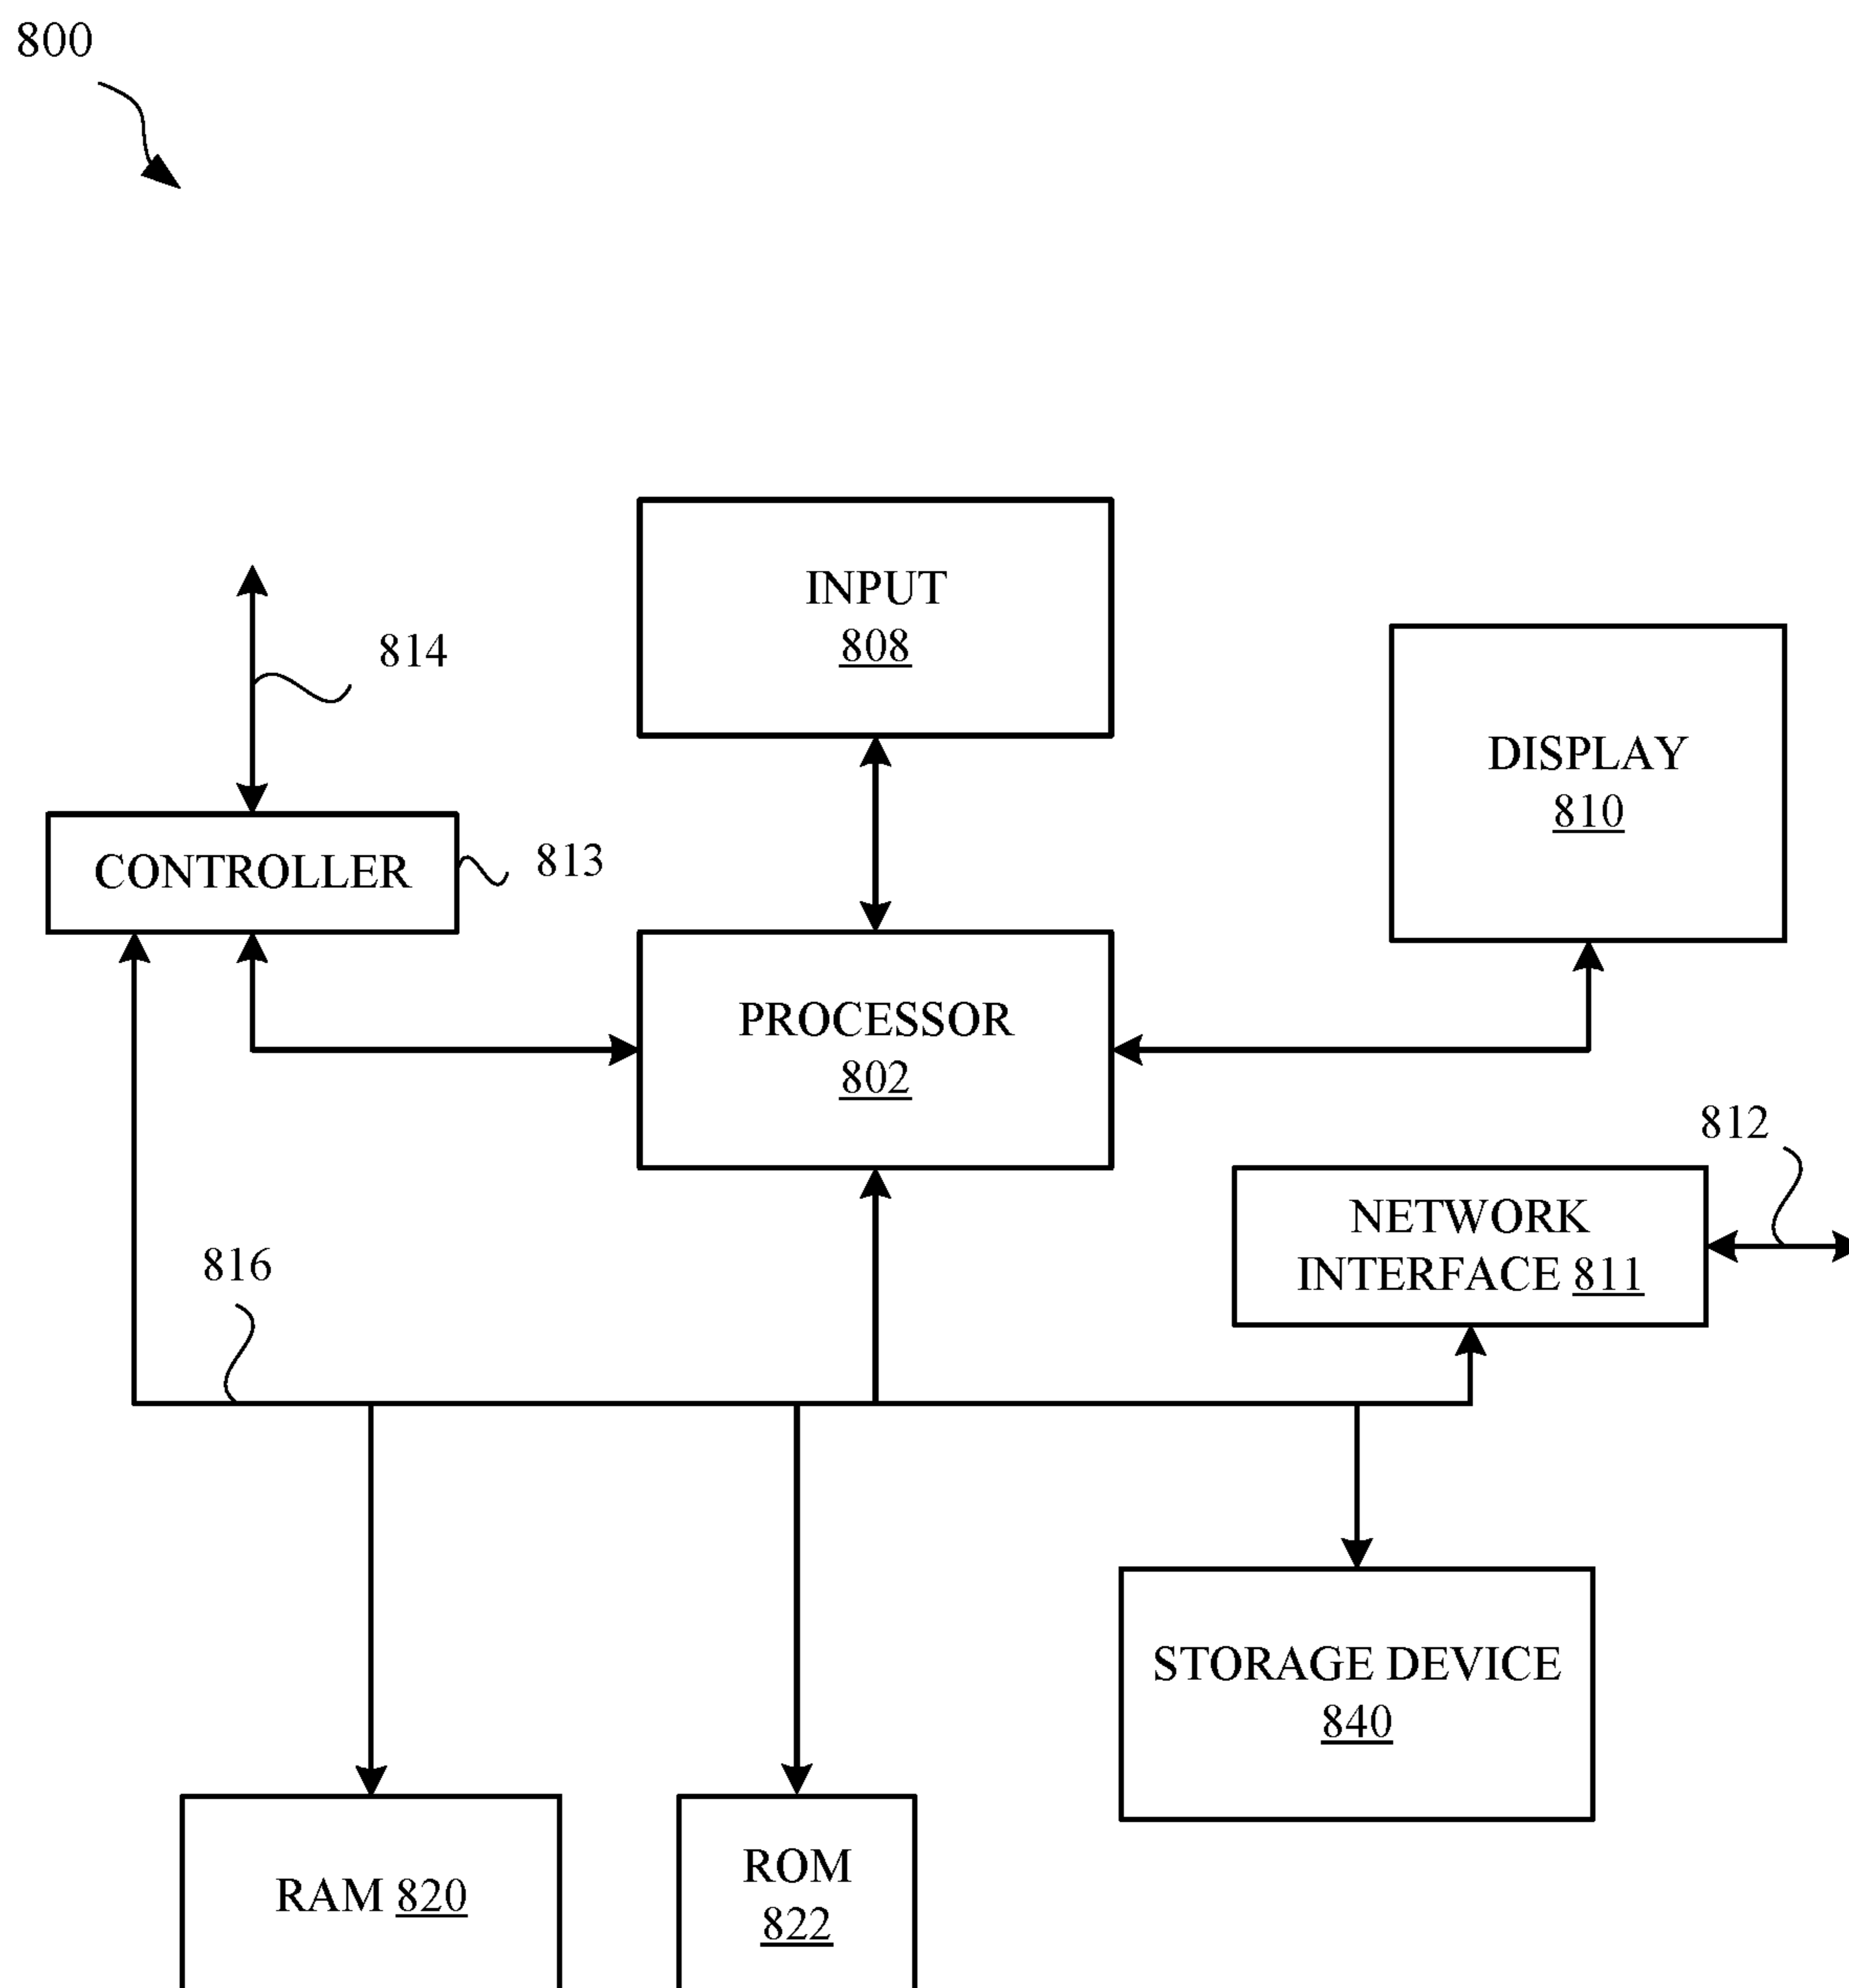 800
INPUT
808
814
DISPLAY
810
CONTROLLER
813
PROCESSOR
802
812
NETWORK
INTERFACE 811
816
STORAGE DEVICE
840
RAM 820
ROM
822